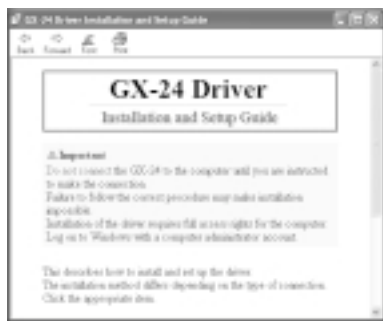 GX-24 Driver Installation and Setup Guide
Back Forward Font Print
GX-24 Driver
Installation and Setup Guide
⚠ Important
Do not connect the GX-24 to the computer until you are instructed
to make the connection.
Failure to follow the correct procedure may make installation
impossible.
Installation of the driver requires full access rights for the computer.
Log on to Windows with a computer administrator account.
This describes how to install and set up the driver.
The installation method differs depending on the type of connection.
Click the appropriate item.